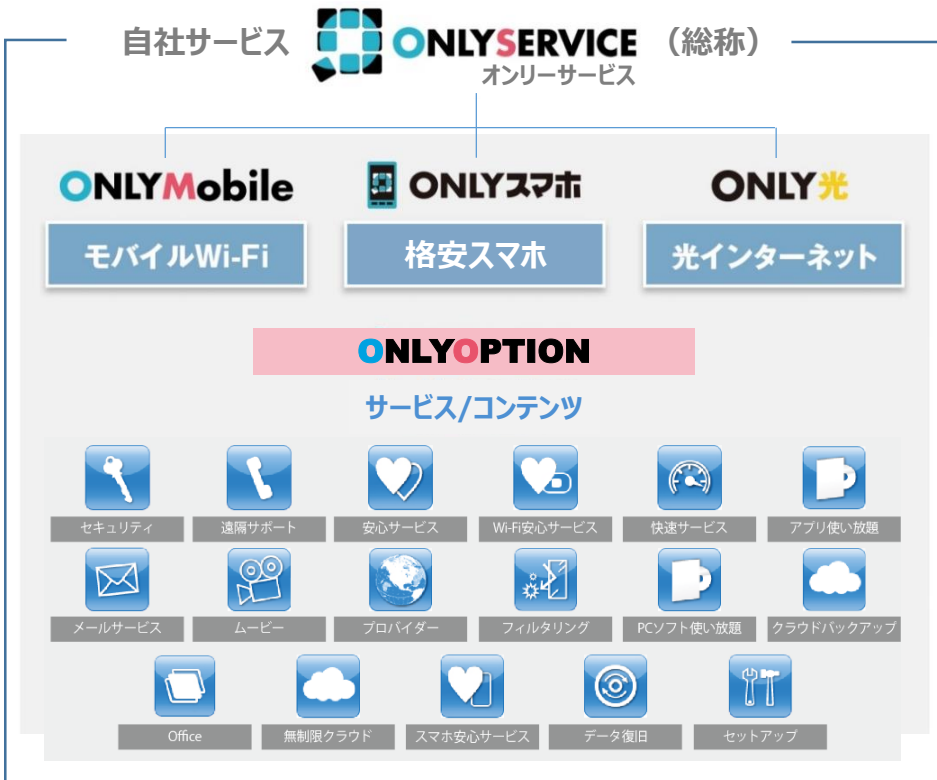 自社サービス ONLYSERVICE （総称）
オンリーサービス
ONLYMobile ONLYスマホ ONLY光
モバイルWi-Fi 格安スマホ 光インターネット
ONLYOPTION
サービス/コンテンツ
セキュリティ 遠隔サポート 安心サービス Wi-Fi安心サービス 快速サービス アプリ使い放題
メールサービス ムービー プロバイダー フィルタリング PCソフト使い放題 クラウドバックアップ
Office 無制限クラウド スマホ安心サービス データ復旧 セットアップ